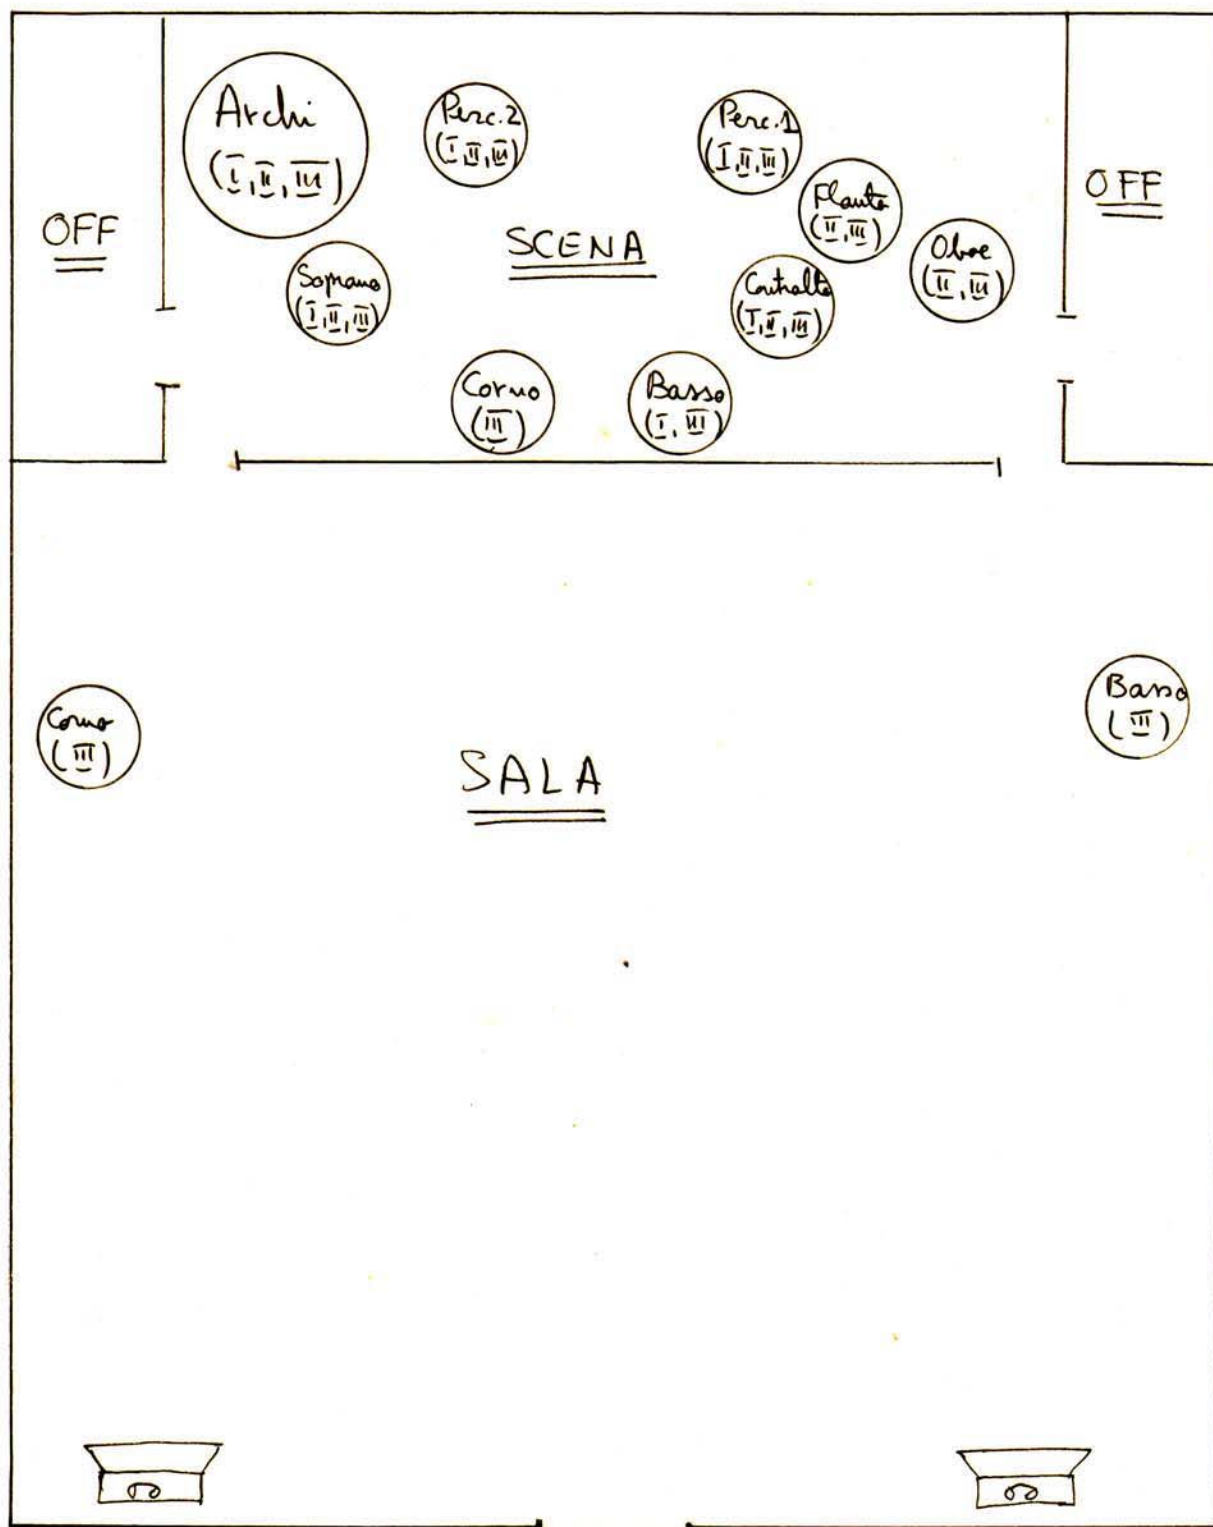 Archi
(I, II, III)
Perc. 2
(I, II, III)
Perc. 1
(I, II, III)
Flauto
(II, III)
Oboe
(II, III)
OFF
OFF
SCENA
Soprano
(I, II, III)
Contralto
(I, II, III)
Corno
(III)
Basso
(I, III)
Corno
(III)
Basso
(III)
SALA